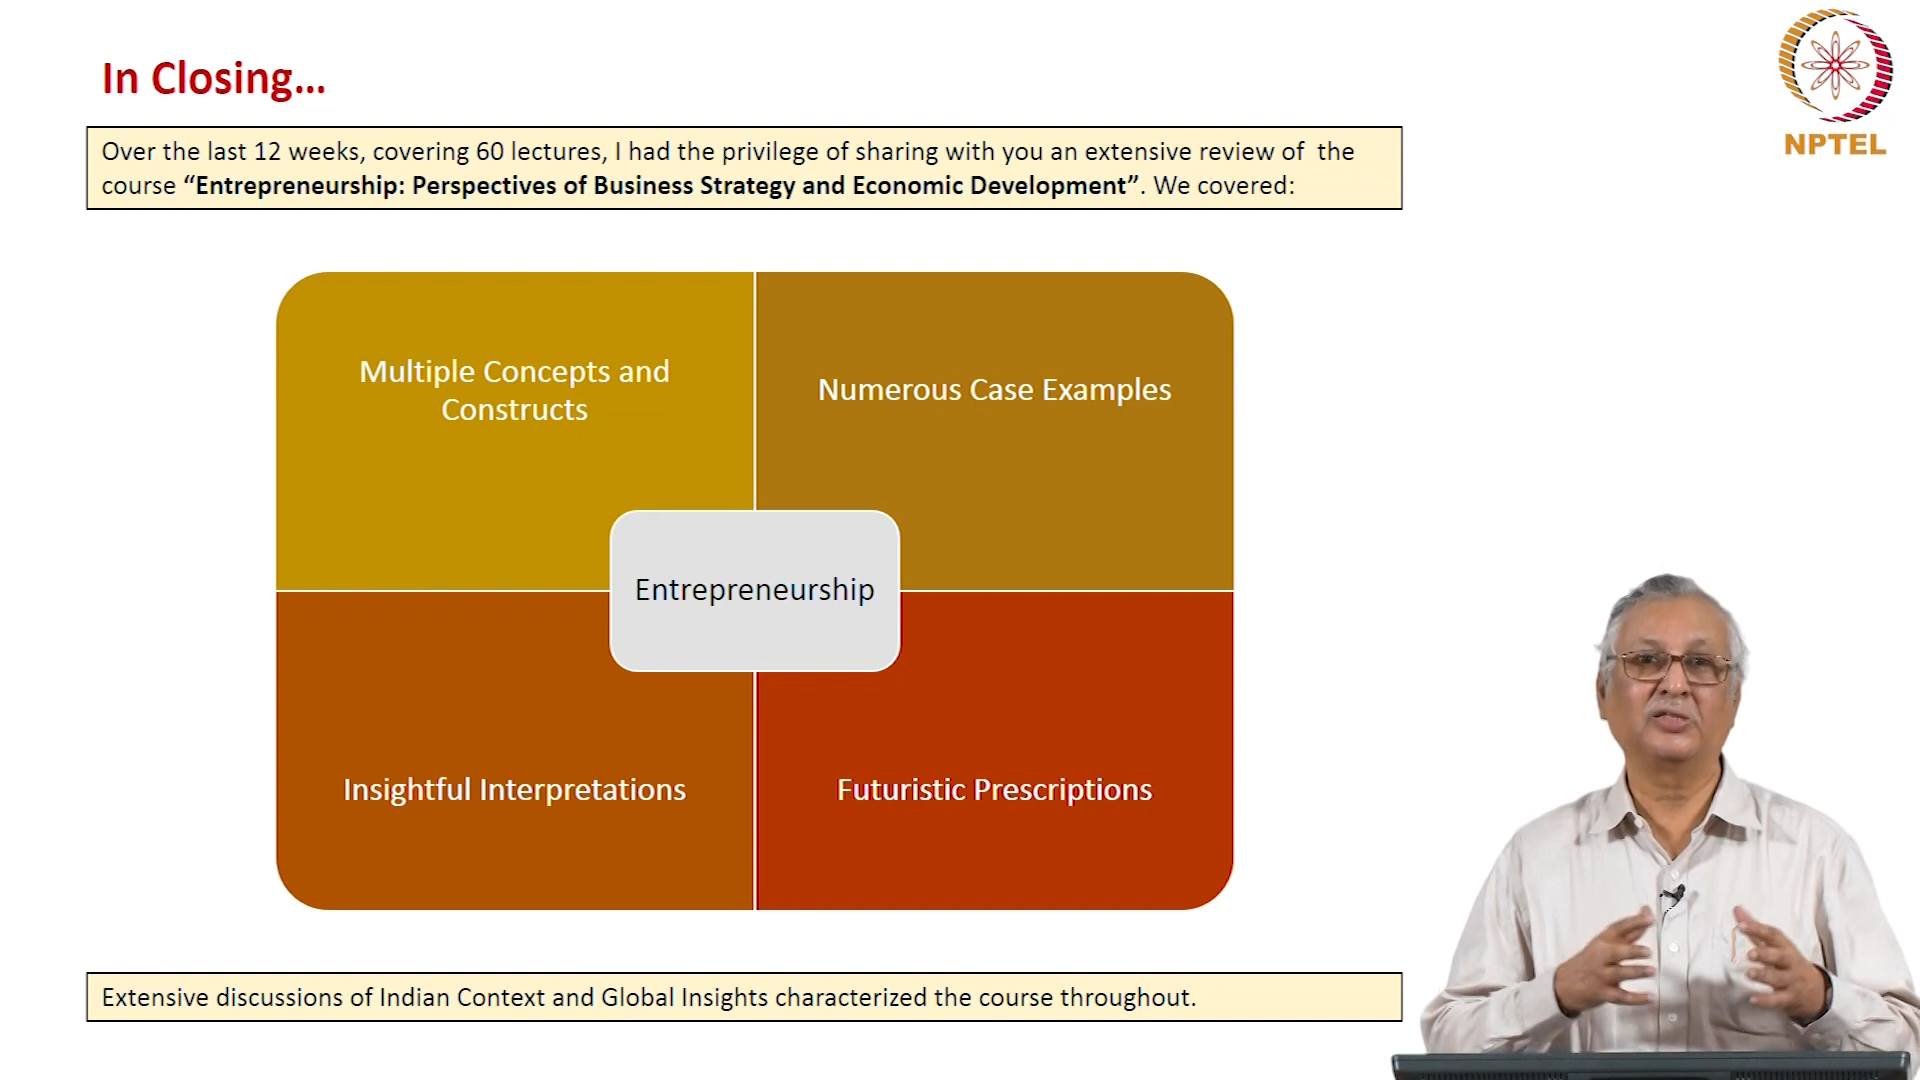 In Closing...
NPTEL
Over the last 12 weeks, covering 60 lectures, I had the privilege of sharing with you an extensive review of the
course “Entrepreneurship: Perspectives of Business Strategy and Economic Development”. We covered:
Multiple Concepts and
Constructs
Numerous Case Examples
Entrepreneurship
Insightful Interpretations
Futuristic Prescriptions
Extensive discussions of Indian Context and Global Insights characterized the course throughout.